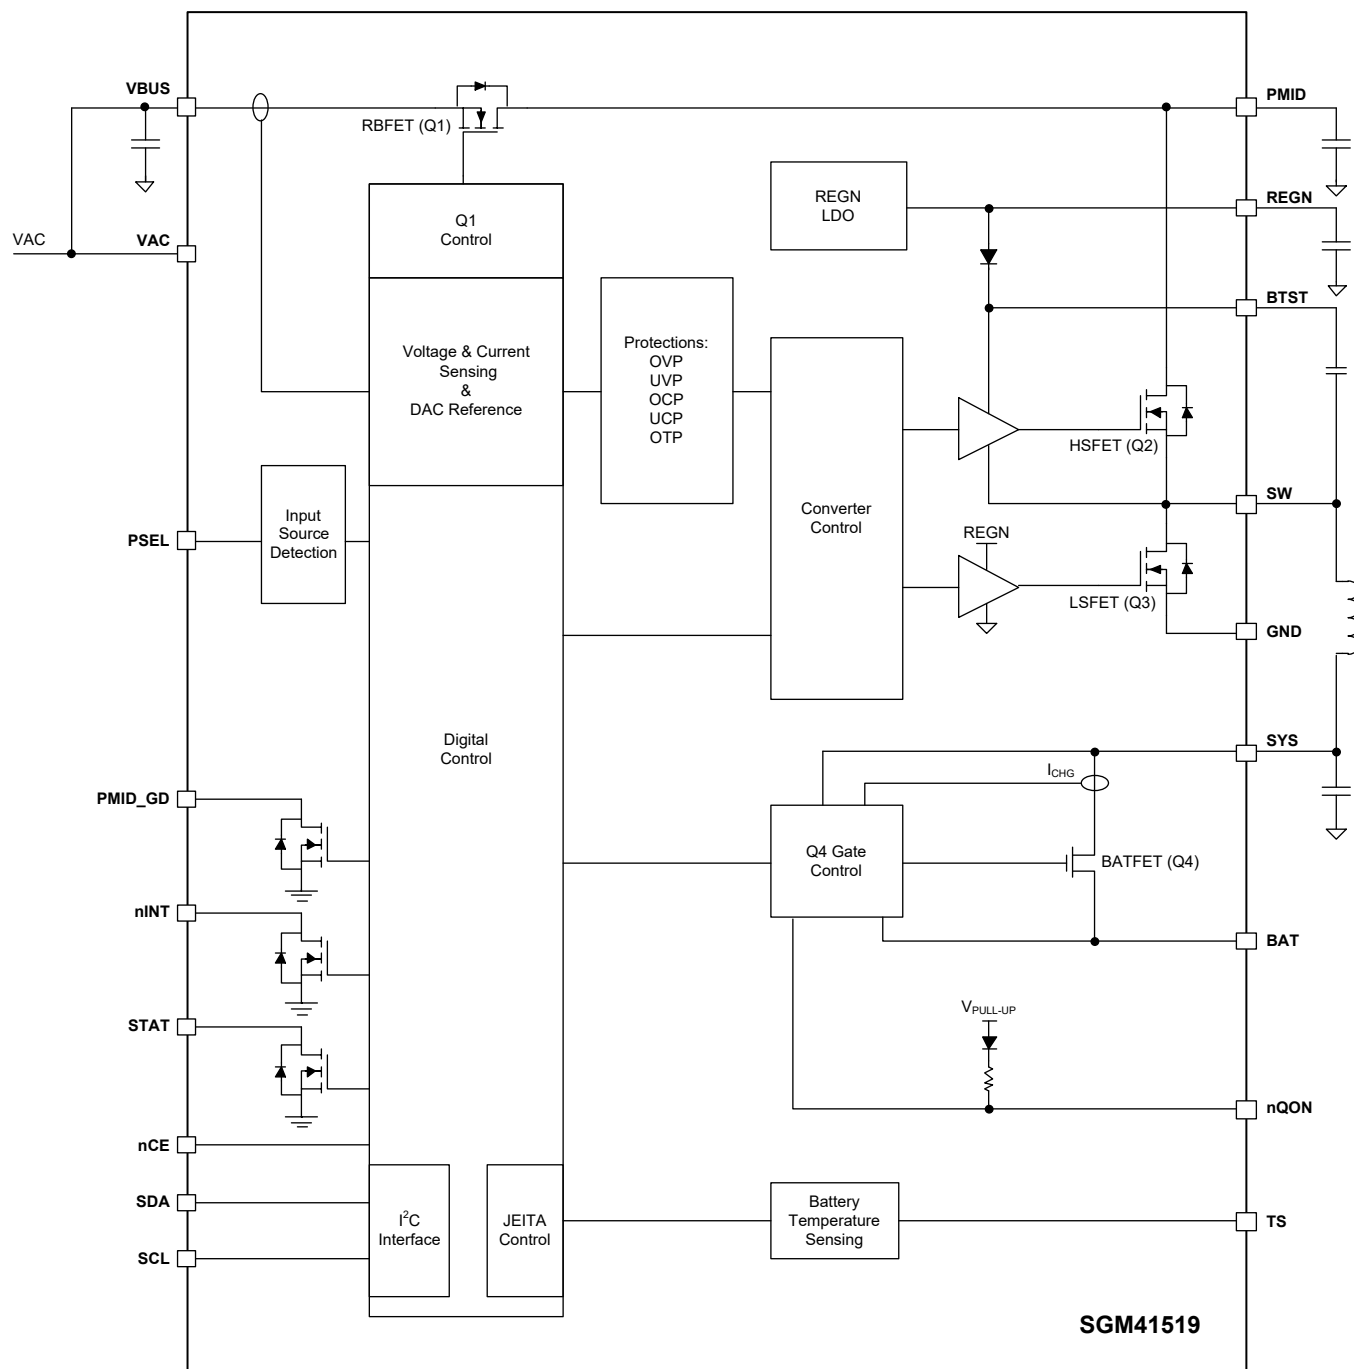 VBUS
PMID
RBFET (Q1)
REGN
LDO
REGN
Q1
Control
VAC
VAC
BTST
Voltage & Current
Sensing
&
DAC Reference
Protections:
OVP
UVP
OCP
UCP
OTP
HSFET (Q2)
SW
Converter
Control
Input
Source
Detection
PSEL
REGN
LSFET (Q3)
GND
Digital
Control
SYS
I_CHG
PMID_GD
Q4 Gate
Control
BATFET (Q4)
nINT
BAT
V_PULL-UP
STAT
nQON
nCE
SDA
I²C
Interface
JEITA
Control
Battery
Temperature
Sensing
TS
SCL
SGM41519